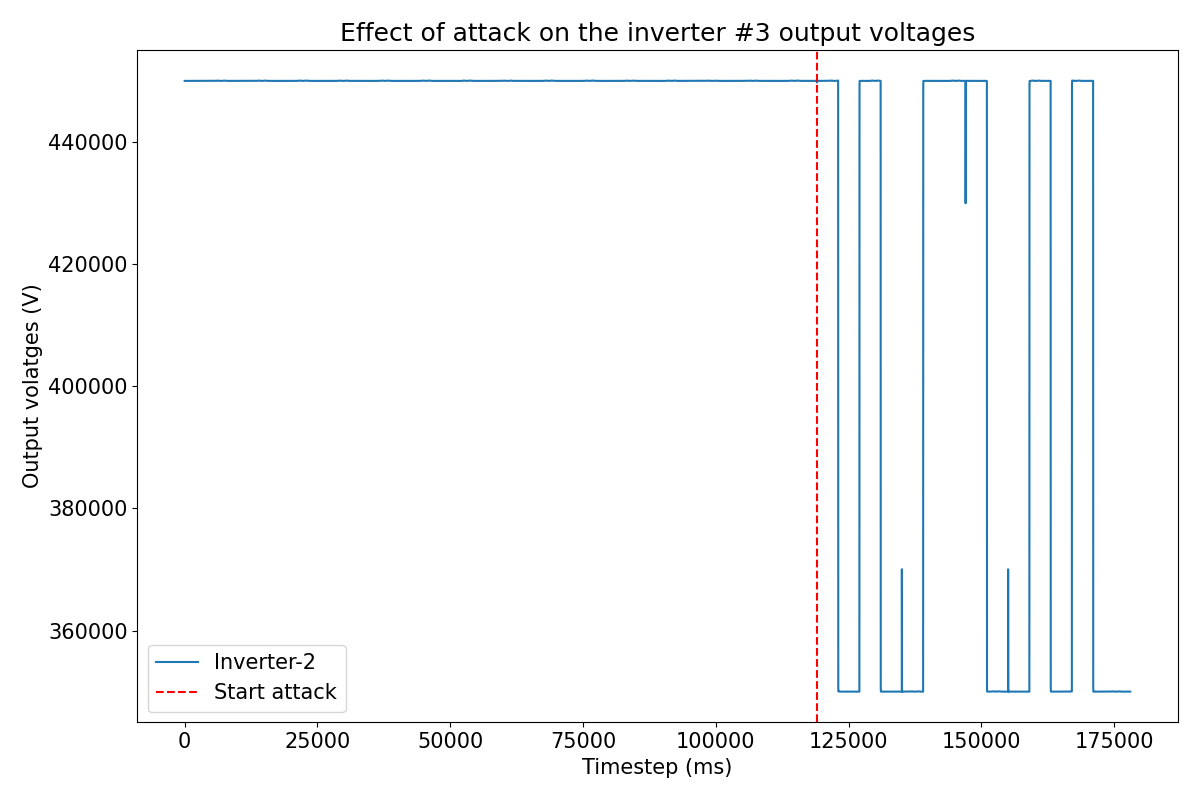 Effect of attack on the inverter #3 output voltages
Output volatges (V)
440000
420000
400000
380000
360000
Inverter-2
Start attack
0 25000 50000 75000 100000 125000 150000 175000
Timestep (ms)